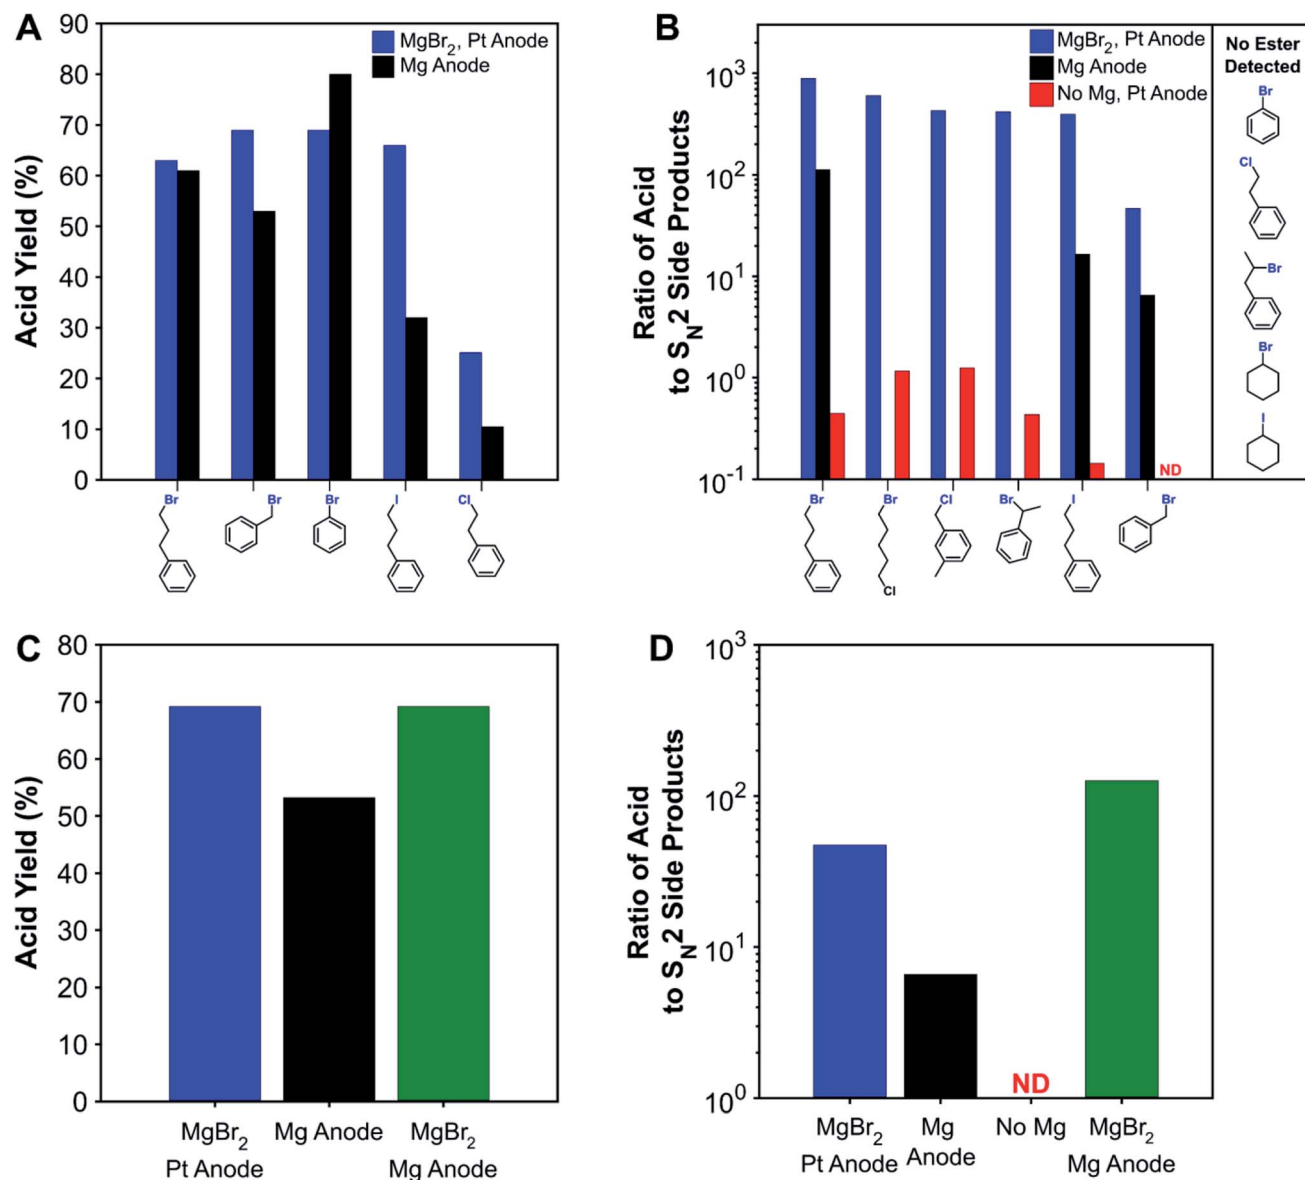 A
Acid Yield (%)
90
80
70
60
50
40
30
20
10
0
MgBr2, Pt Anode
Mg Anode
Br
Br
Br
I
Cl
B
Ratio of Acid
to SN2 Side Products
10^3
10^2
10^1
10^0
10^-1
MgBr2, Pt Anode
Mg Anode
No Mg, Pt Anode
ND
Br
Br
Cl
Cl
Br
I
Br
No Ester
Detected
Br
Cl
Br
Br
I
C
Acid Yield (%)
80
70
60
50
40
30
20
10
0
MgBr2
Pt Anode
Mg Anode
MgBr2
Mg Anode
D
Ratio of Acid
to SN2 Side Products
10^3
10^2
10^1
10^0
ND
MgBr2
Pt Anode
Mg
Anode
No Mg
MgBr2
Mg Anode